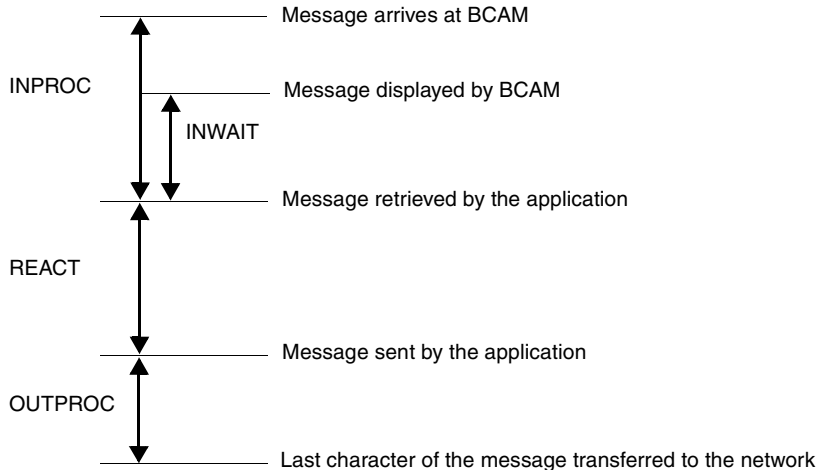 Message arrives at BCAM
INPROC
Message displayed by BCAM
INWAIT
Message retrieved by the application
REACT
Message sent by the application
OUTPROC
Last character of the message transferred to the network